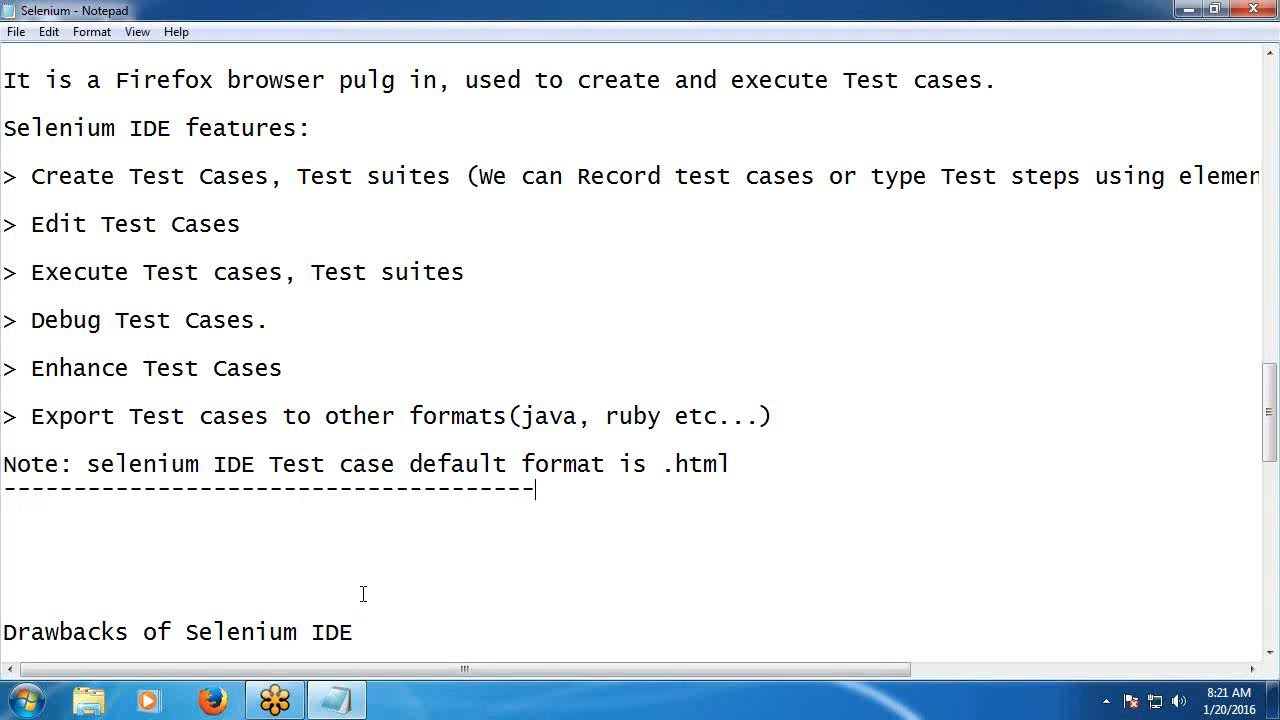 Selenium - Notepad
File Edit Format View Help
It is a Firefox browser pulg in, used to create and execute Test cases.
Selenium IDE features:
> Create Test Cases, Test suites (We can Record test cases or type Test steps using elemen
> Edit Test Cases
> Execute Test cases, Test suites
> Debug Test Cases.
> Enhance Test Cases
> Export Test cases to other formats(java, ruby etc...)
Note: selenium IDE Test case default format is .html
--------------------------------------
Drawbacks of Selenium IDE
8:21 AM
1/20/2016